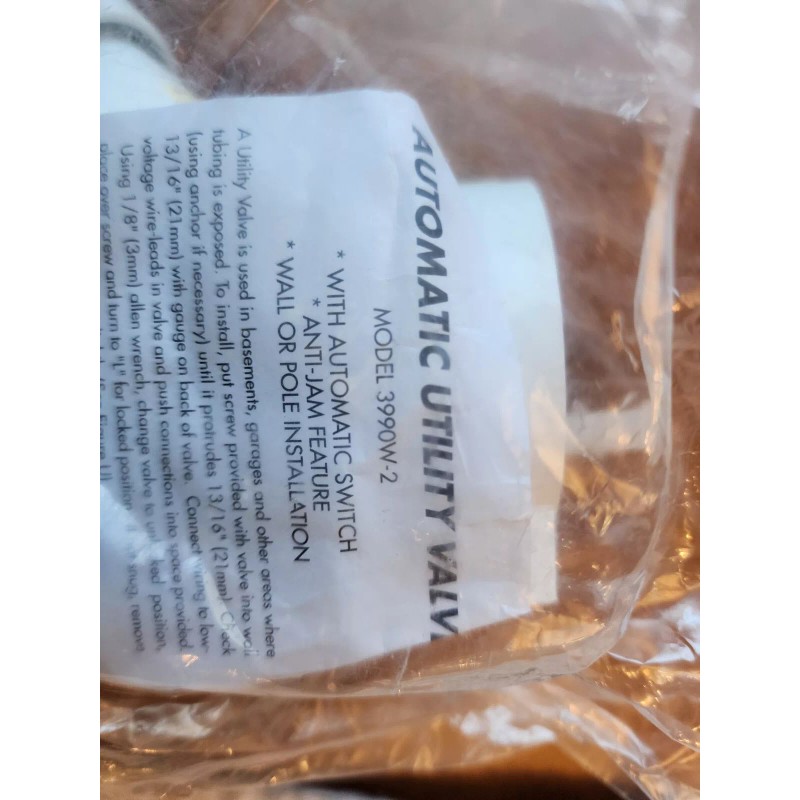 AUTOMATIC UTILITY VALV
MODEL 3990W-2
* WITH AUTOMATIC SWITCH
* ANTI-JAM FEATURE
* WALL OR POLE INSTALLATION
A Utility Valve is used in basements, garages and other areas where
tubing is exposed. To install, put screw provided with valve into wall
(using anchor if necessary) until it protrudes 13/16" (21mm). Check
13/16" (21mm) with gauge on back of valve. Connect wiring to low-
voltage wire-leads in valve and push connections into space provided
Using 1/8" (3mm) allen wrench, change valve to position,
place over screw and turn to "L" for locked position snug, remove